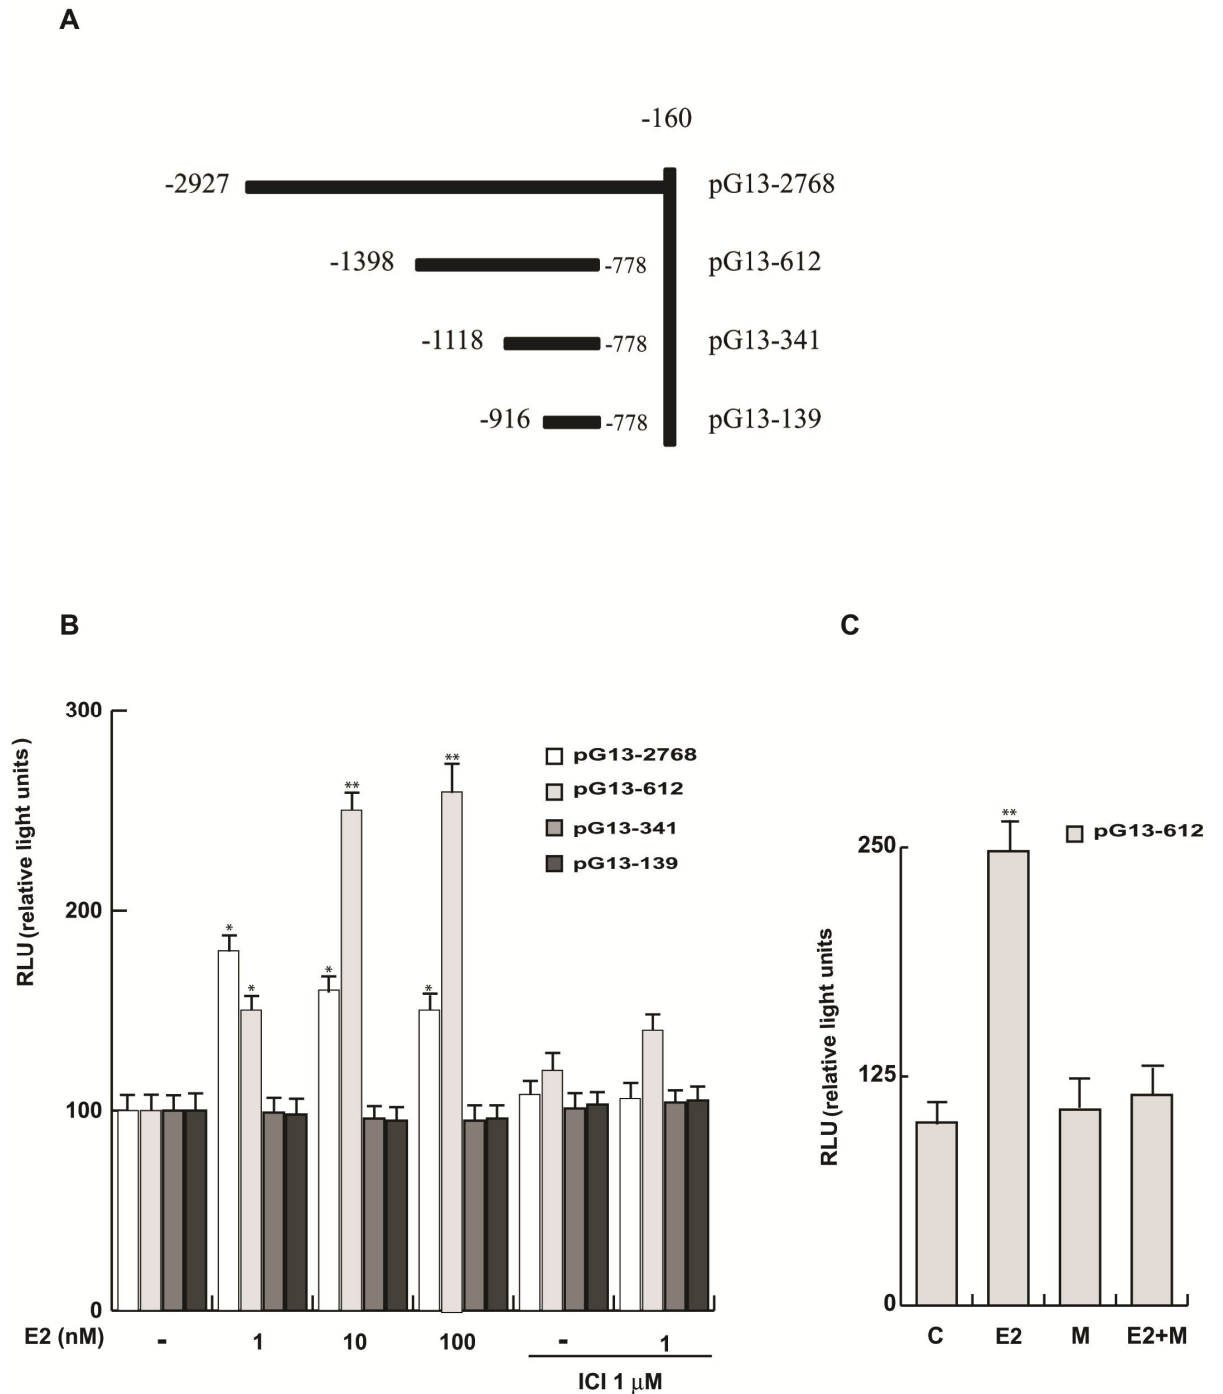 A
-160
-2927 pG13-2768
-1398 -778 pG13-612
-1118 -778 pG13-341
-916 -778 pG13-139
B
RLU (relative light units)
300
200
100
0
* *
* **
* **
pG13-2768
pG13-612
pG13-341
pG13-139
E2 (nM) - 1 10 100 - 1
ICI 1 μM
C
RLU (relative light units
250
125
0
**
pG13-612
C E2 M E2+M